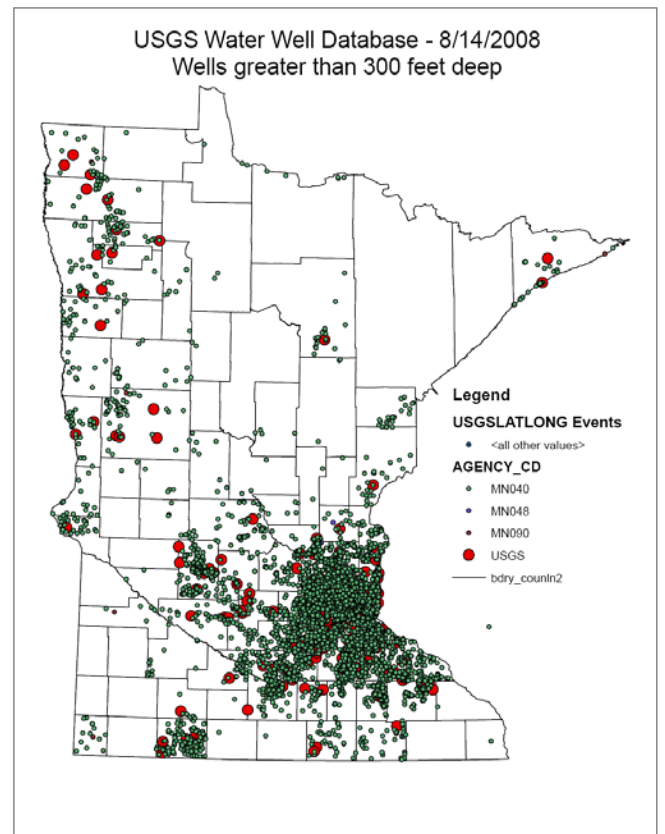 USGS Water Well Database - 8/14/2008
Wells greater than 300 feet deep
Legend
USGSLATLONG Events
<all other values>
AGENCY_CD
MN040
MN048
MN090
USGS
bdry_counln2